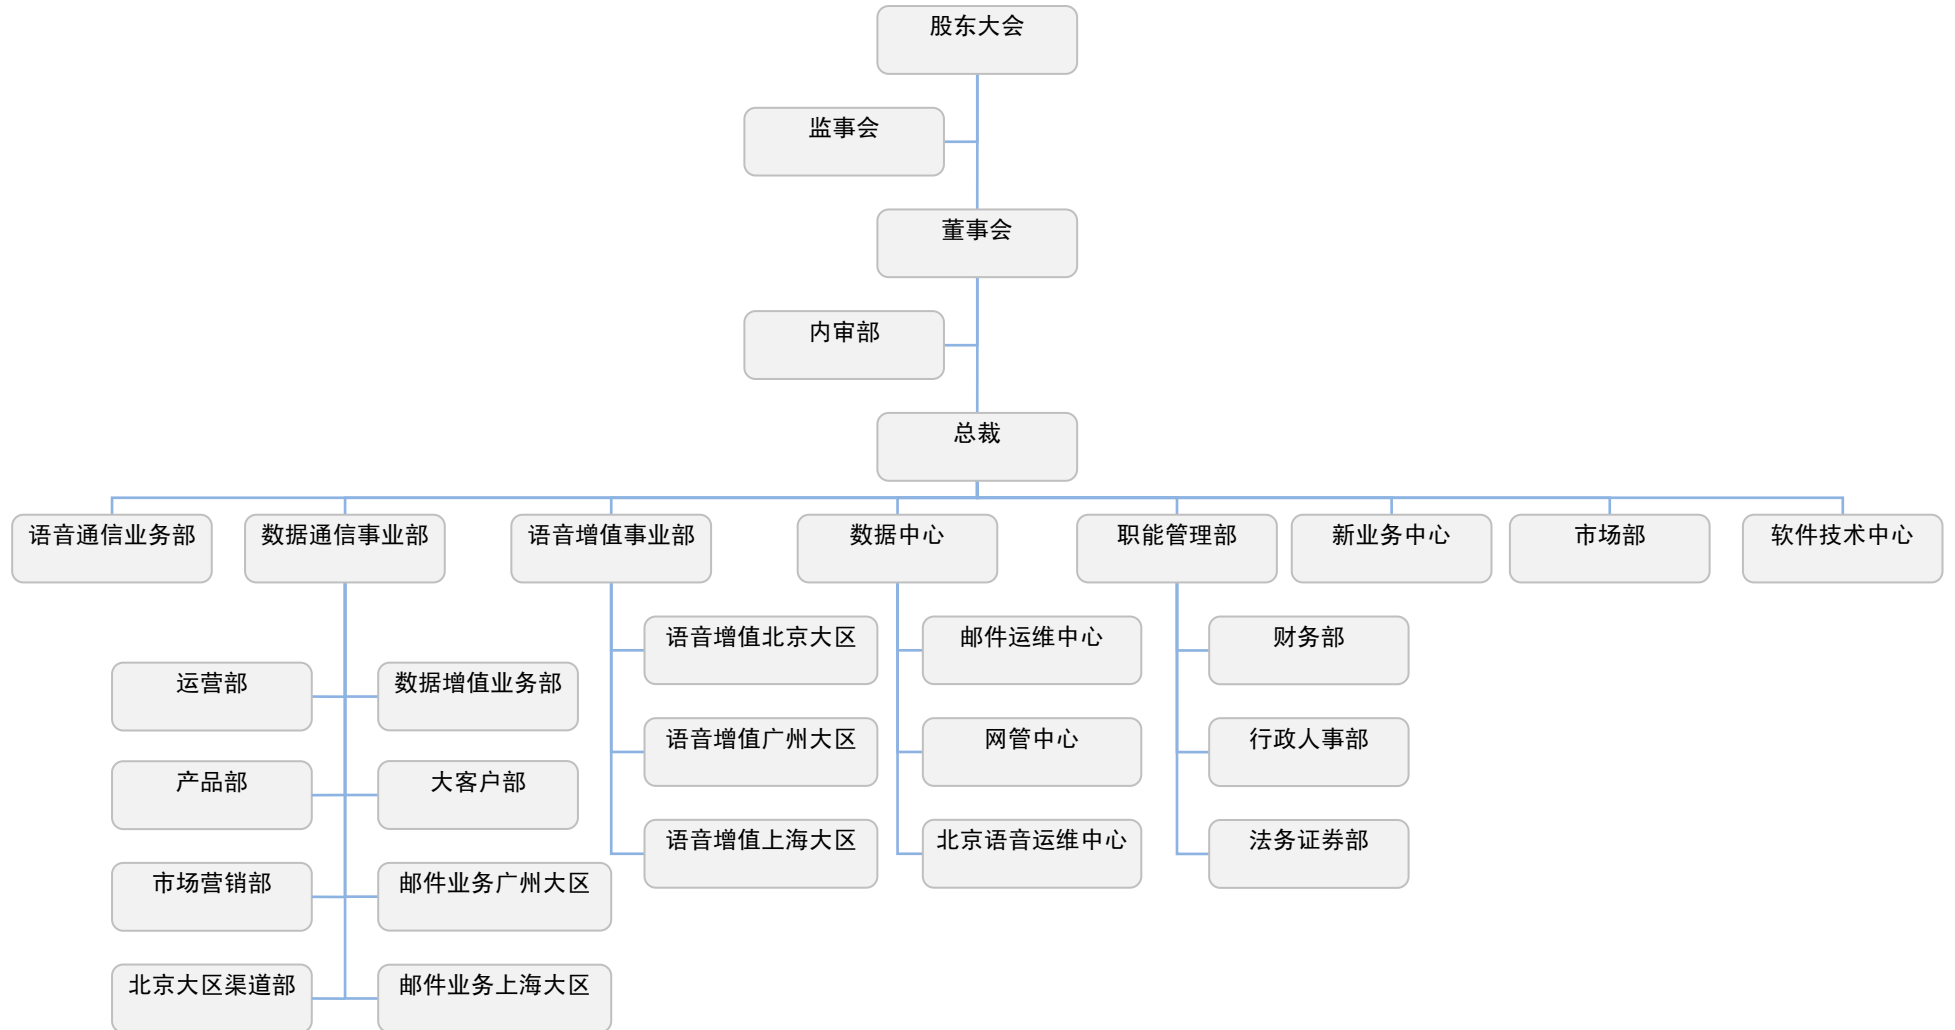 股东大会
监事会
董事会
内审部
总裁
语音通信业务部
数据通信事业部
语音增值事业部
数据中心
职能管理部
新业务中心
市场部
软件技术中心
语音增值北京大区
邮件运维中心
财务部
运营部
数据增值业务部
语音增值广州大区
网管中心
行政人事部
产品部
大客户部
语音增值上海大区
北京语音运维中心
法务证券部
市场营销部
邮件业务广州大区
北京大区渠道部
邮件业务上海大区